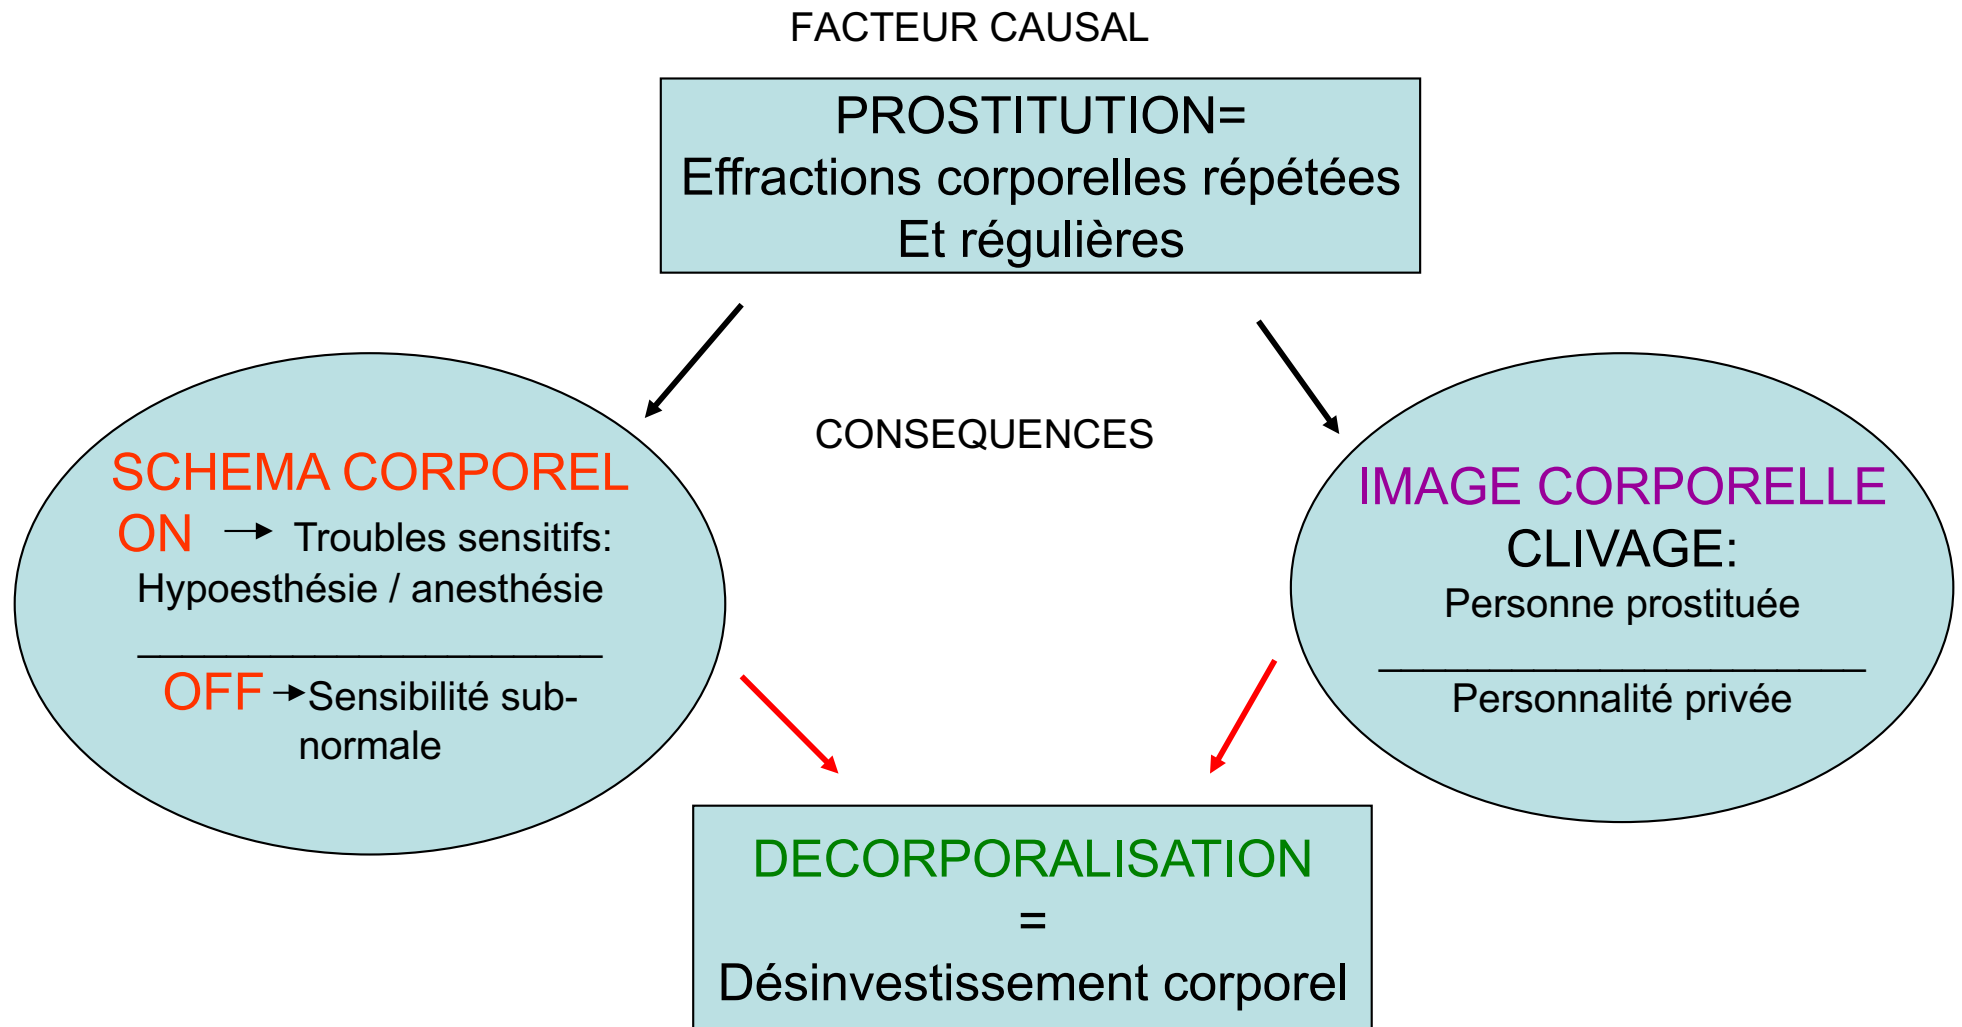 FACTEUR CAUSAL
PROSTITUTION=
Effractions corporelles répétées
Et régulières
CONSEQUENCES
SCHEMA CORPOREL
ON → Troubles sensitifs:
Hypoesthésie / anesthésie
OFF → Sensibilité sub-
normale
IMAGE CORPORELLE
CLIVAGE:
Personne prostituée
Personnalité privée
DECORPORALISATION
=
Désinvestissement corporel